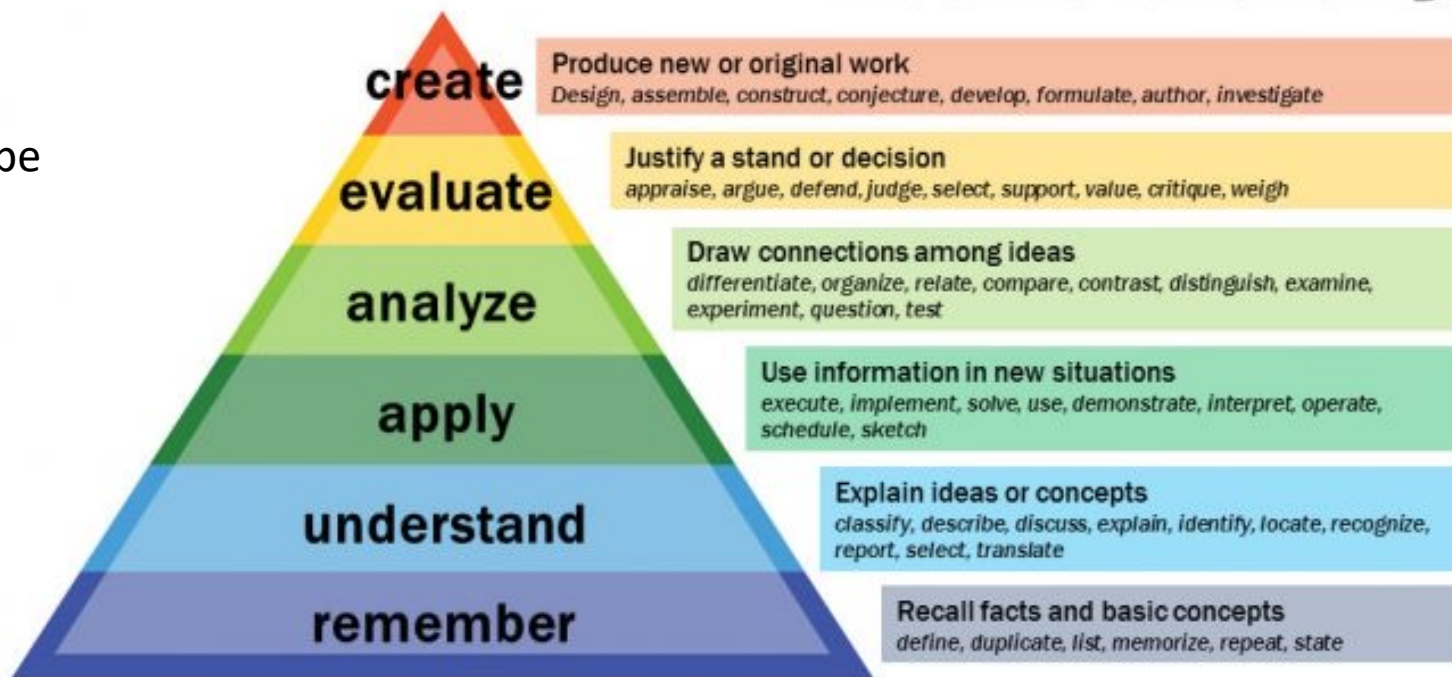 create
Produce new or original work
Design, assemble, construct, conjecture, develop, formulate, author, investigate
be
evaluate
Justify a stand or decision
appraise, argue, defend, judge, select, support, value, critique, weigh
analyze
Draw connections among ideas
differentiate, organize, relate, compare, contrast, distinguish, examine,
experiment, question, test
apply
Use information in new situations
execute, implement, solve, use, demonstrate, interpret, operate,
schedule, sketch
understand
Explain ideas or concepts
classify, describe, discuss, explain, identify, locate, recognize,
report, select, translate
remember
Recall facts and basic concepts
define, duplicate, list, memorize, repeat, state